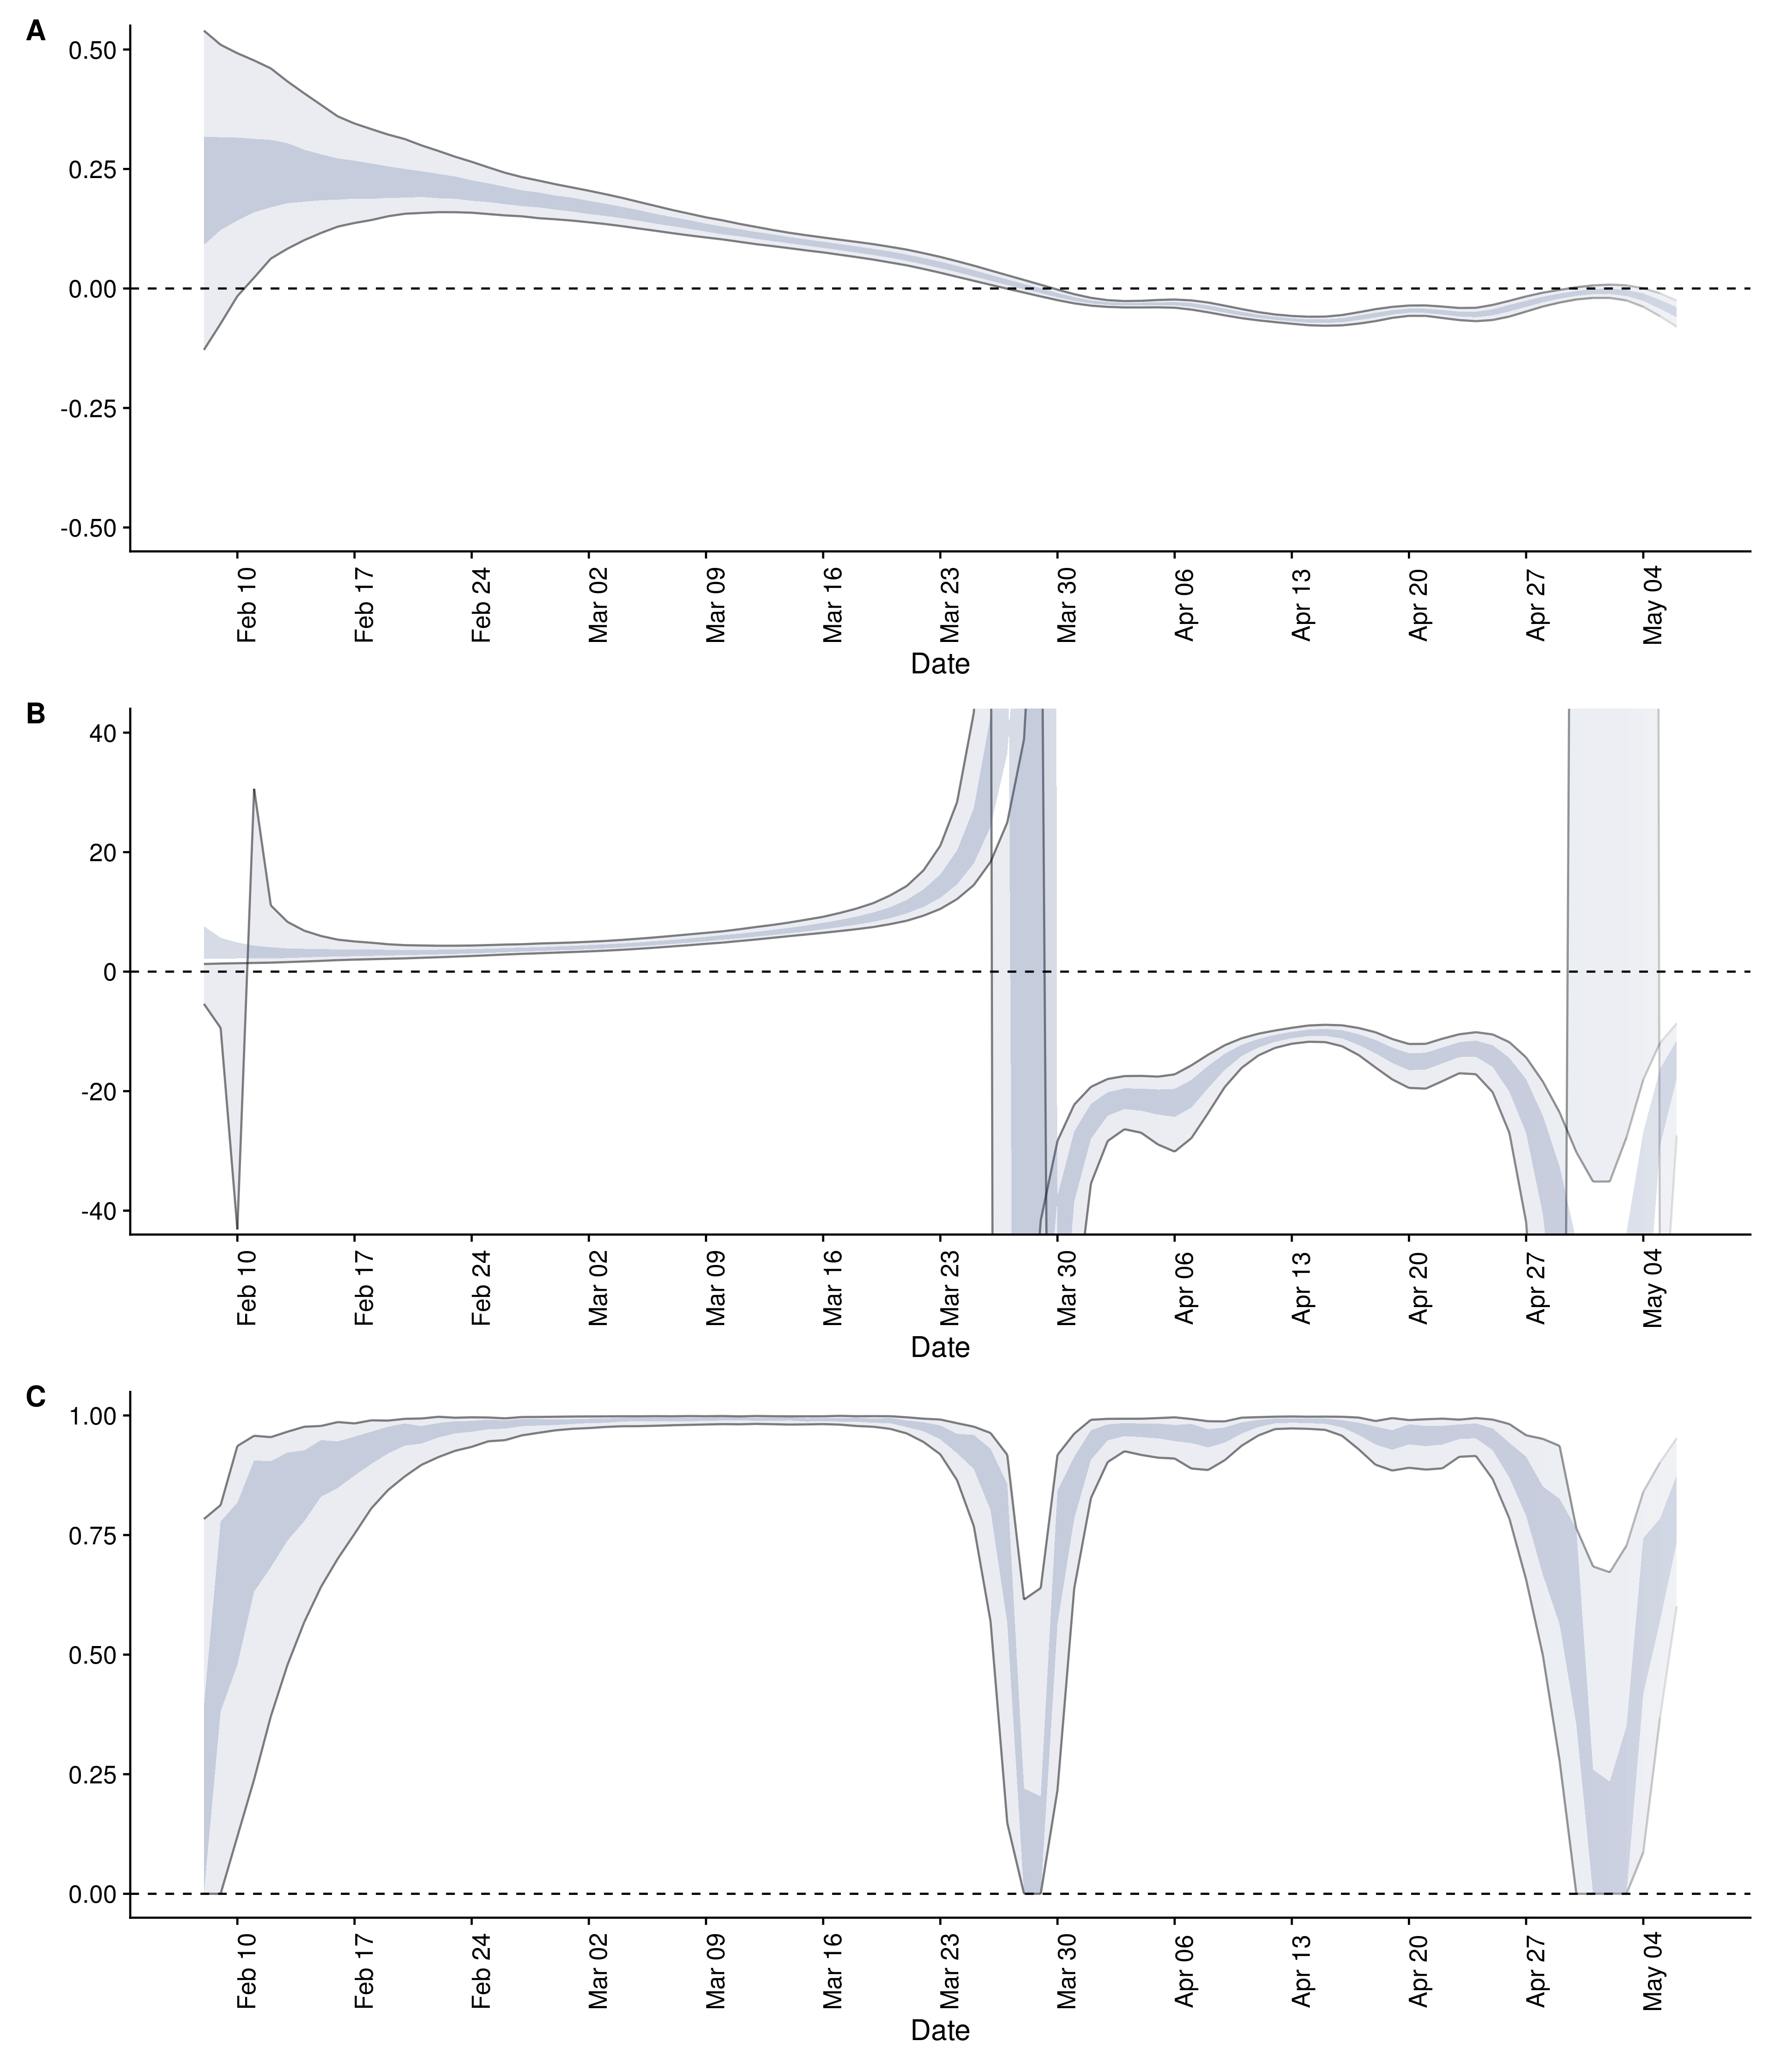 A
0.50
0.25
0.00
-0.25
-0.50
Feb 10
Feb 17
Feb 24
Mar 02
Mar 09
Mar 16
Mar 23
Mar 30
Apr 06
Apr 13
Apr 20
Apr 27
May 04
Date
B
40
20
0
-20
-40
Feb 10
Feb 17
Feb 24
Mar 02
Mar 09
Mar 16
Mar 23
Mar 30
Apr 06
Apr 13
Apr 20
Apr 27
May 04
Date
C
1.00
0.75
0.50
0.25
0.00
Feb 10
Feb 17
Feb 24
Mar 02
Mar 09
Mar 16
Mar 23
Mar 30
Apr 06
Apr 13
Apr 20
Apr 27
May 04
Date